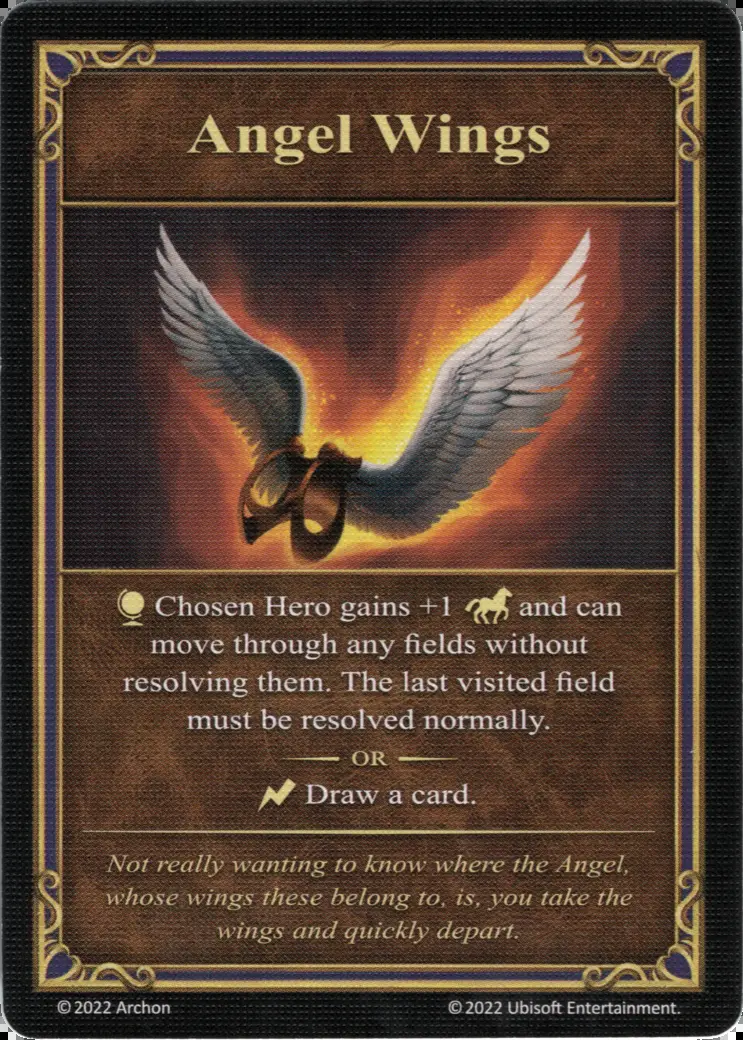 Angel Wings
Chosen Hero gains +1 and can
move through any fields without
resolving them. The last visited field
must be resolved normally.
OR
Draw a card.
Not really wanting to know where the Angel,
whose wings these belong to, is, you take the
wings and quickly depart.
© 2022 Archon
© 2022 Ubisoft Entertainment.